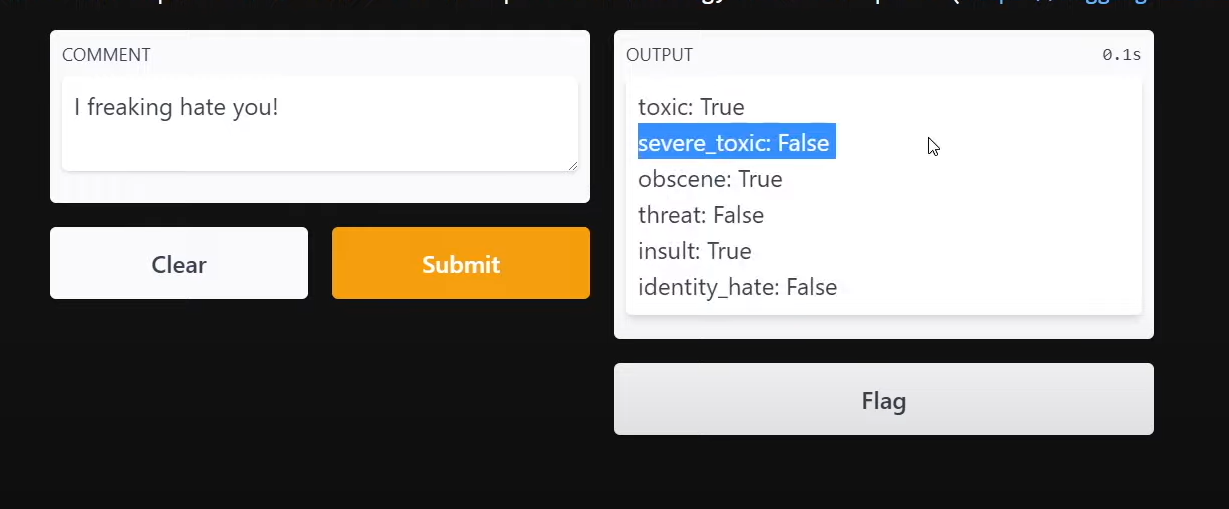 COMMENT
I freaking hate you!
Clear
Submit
OUTPUT
0.1s
toxic: True
severe_toxic: False
obscene: True
threat: False
insult: True
identity_hate: False
Flag